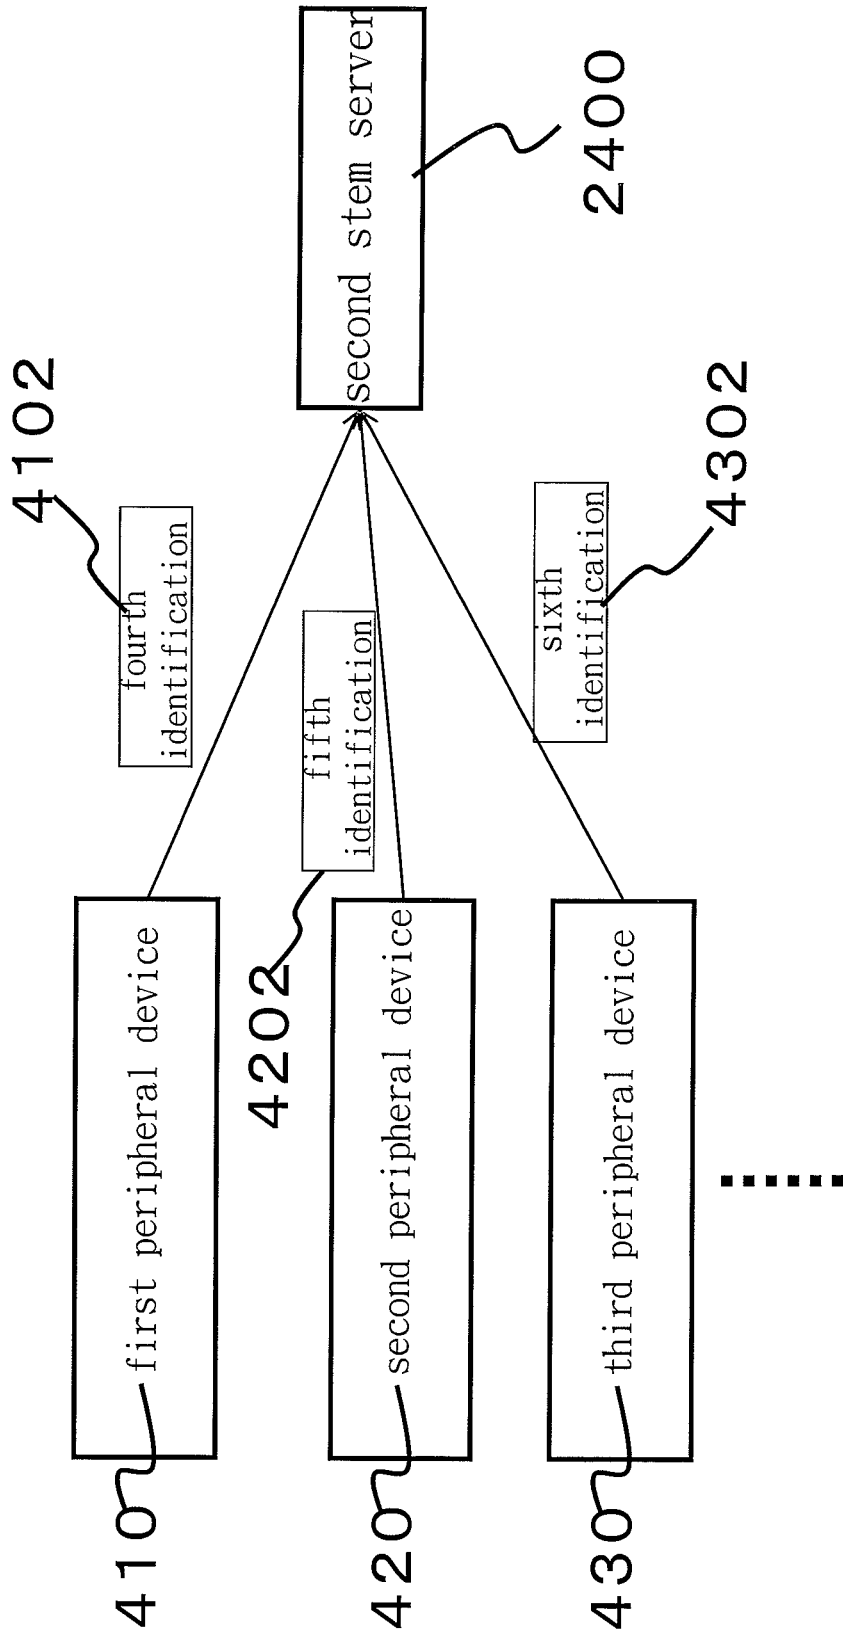 410
first peripheral device
4102
fourth
identification
420
second peripheral device
4202
fifth
identification
second stem server
2400
430
third peripheral device
sixth
identification
4302